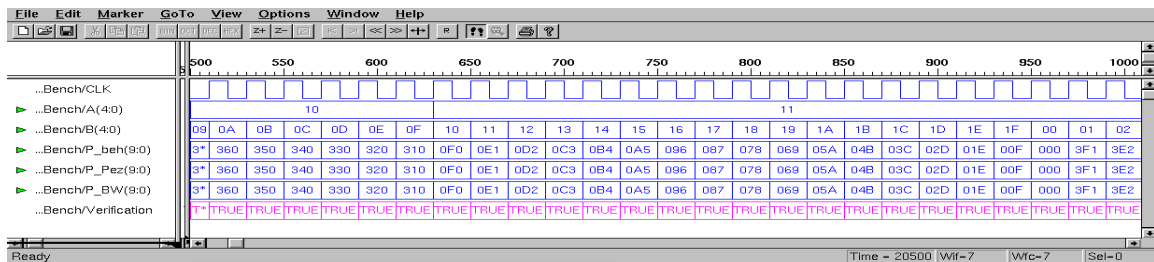 File Edit Marker GoTo View Options Window Help
BIN OCT DEC HEX Z+ Z- R
500 550 600 650 700 750 800 850 900 950 1000
...Bench/CLK
...Bench/A(4:0) 10 11
...Bench/B(4:0) 09 0A 0B 0C 0D 0E 0F 10 11 12 13 14 15 16 17 18 19 1A 1B 1C 1D 1E 1F 00 01 02
...Bench/P_beh(9:0) 3* 360 350 340 330 320 310 0F0 0E1 0D2 0C3 0B4 0A5 096 087 078 069 05A 04B 03C 02D 01E 00F 000 3F1 3E2
...Bench/P_Pez(9:0) 3* 360 350 340 330 320 310 0F0 0E1 0D2 0C3 0B4 0A5 096 087 078 069 05A 04B 03C 02D 01E 00F 000 3F1 3E2
...Bench/P_BW(9:0) 3* 360 350 340 330 320 310 0F0 0E1 0D2 0C3 0B4 0A5 096 087 078 069 05A 04B 03C 02D 01E 00F 000 3F1 3E2
...Bench/Verification T* TRUE TRUE TRUE TRUE TRUE TRUE TRUE TRUE TRUE TRUE TRUE TRUE TRUE TRUE TRUE TRUE TRUE TRUE TRUE TRUE TRUE TRUE TRUE TRUE TRUE
Ready Time = 20500 Wif=7 Wfc=7 Sel=0